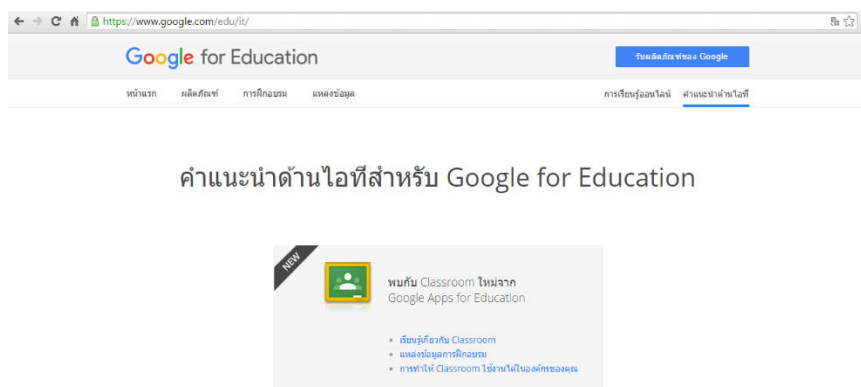 https://www.google.com/edu/it/
Google for Education
รับผลิตภัณฑ์ของ Google
หน้าแรก ผลิตภัณฑ์ การฝึกอบรม แหล่งข้อมูล การเรียนรู้ออนไลน์ คำแนะนำด้านไอที
คำแนะนำด้านไอทีสำหรับ Google for Education
NEW
พบกับ Classroom ใหม่จาก
Google Apps for Education
เรียนรู้เกี่ยวกับ Classroom
แหล่งข้อมูลการฝึกอบรม
การทำให้ Classroom ใช้งานได้ในองค์กรของคุณ